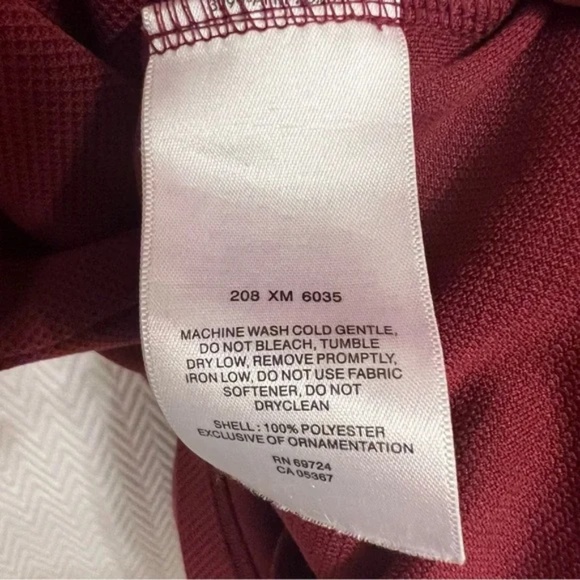 208 XM 6035
MACHINE WASH COLD GENTLE,
DO NOT BLEACH, TUMBLE
DRY LOW, REMOVE PROMPTLY,
IRON LOW, DO NOT USE FABRIC
SOFTENER, DO NOT
DRYCLEAN
SHELL: 100% POLYESTER
EXCLUSIVE OF ORNAMENTATION
RN 69724
CA 05367